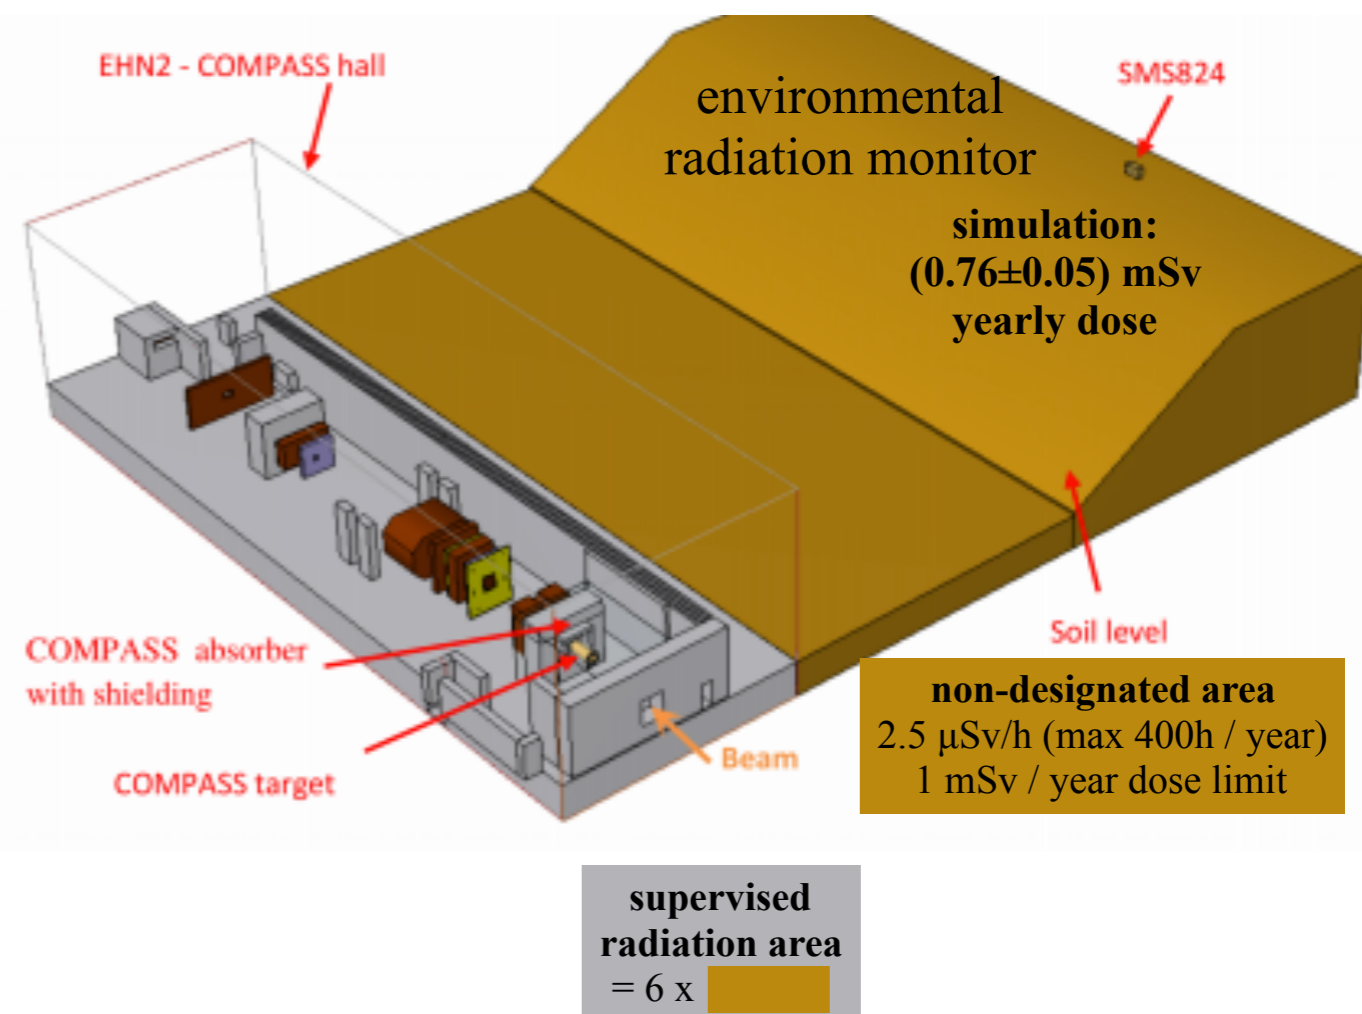 EHN2 - COMPASS hall
SMS824
environmental
radiation monitor
simulation:
(0.76±0.05) mSv
yearly dose
COMPASS absorber
with shielding
COMPASS target
Beam
Soil level
non-designated area
2.5 μSv/h (max 400h / year)
1 mSv / year dose limit
supervised
radiation area
= 6 x